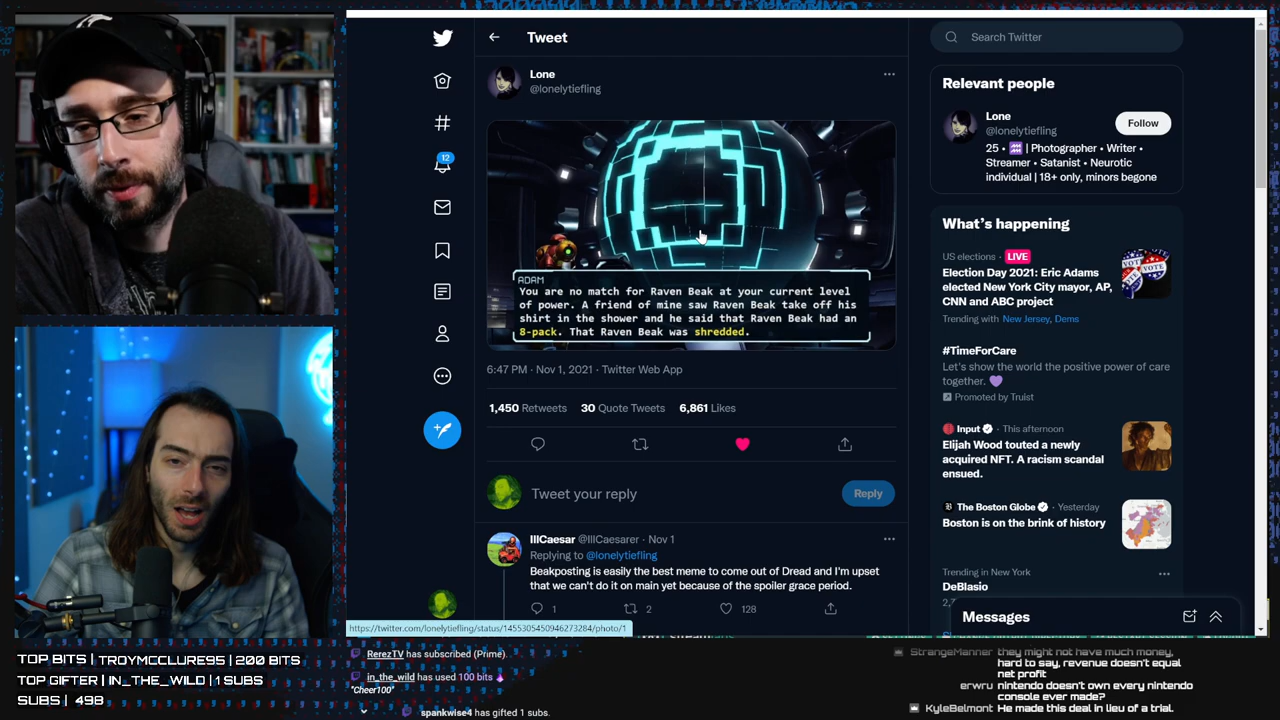 Tweet
Lone
@lonelytiefling
ADAM
You are no match for Raven Beak at your current level
of power. A friend of mine saw Raven Beak take off his
shirt in the shower and he said that Raven Beak had an
8-pack. That Raven Beak was shredded.
6:47 PM · Nov 1, 2021 · Twitter Web App
1,450 Retweets 30 Quote Tweets 6,861 Likes
Tweet your reply
Reply
IllCaesar @IllCaesarer · Nov 1
Replying to @lonelytiefling
Beakposting is easily the best meme to come out of Dread and I'm upset
that we can't do it on main yet because of the spoiler grace period.
1 2 128
https://twitter.com/lonelytiefling/status/1455305450946273284/photo/1
12
Search Twitter
Relevant people
Lone
@lonelytiefling
Follow
25 • ♒ | Photographer • Writer •
Streamer • Satanist • Neurotic
individual | 18+ only, minors begone
What's happening
US elections · LIVE
Election Day 2021: Eric Adams
elected New York City mayor, AP,
CNN and ABC project
VOTE
VOTE
Trending with New Jersey, Dems
#TimeForCare
Let's show the world the positive power of care
together. 💜
Promoted by Truist
Input · This afternoon
Elijah Wood touted a newly
acquired NFT. A racism scandal
ensued.
The Boston Globe · Yesterday
Boston is on the brink of history
Trending in New York
DeBlasio
Messages
TOP BITS | TROYMCCLURE95 | 200 BITS
TOP GIFTER | IN_THE_WILD | 1 SUBS
SUBS | 498
RerezTV has subscribed (Prime).
in_the_wild has used 100 bits
"Cheer100"
spankwise4 has gifted 1 subs.
StrangeManner they might not have much money,
hard to say, revenue doesn't equal
net profit
erwru nintendo doesn't own every nintendo
console ever made?
KyleBelmont He made this deal in lieu of a trial.